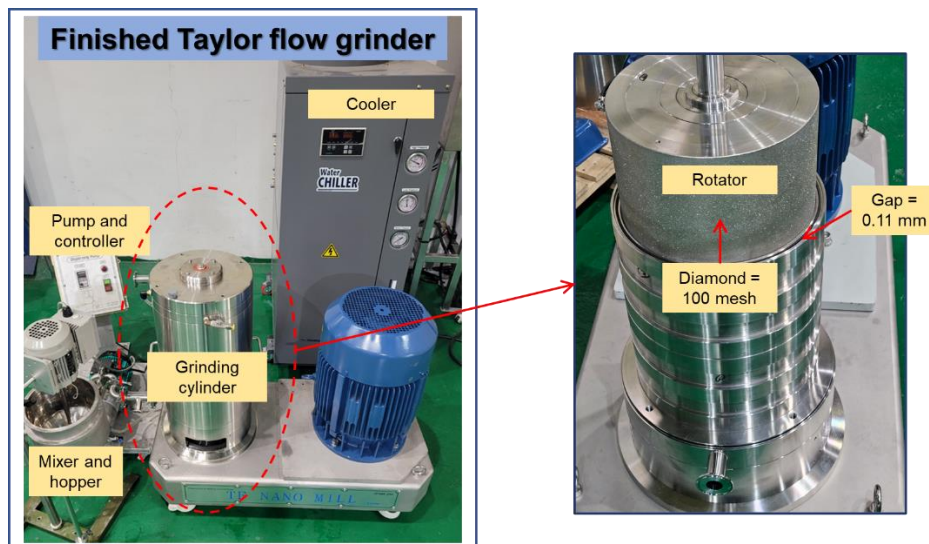 Finished Taylor flow grinder
Cooler
Water
CHILLER
Pump and
controller
Grinding
cylinder
Mixer and
hopper
TF NANO MILL
Rotator
Gap =
0.11 mm
Diamond =
100 mesh